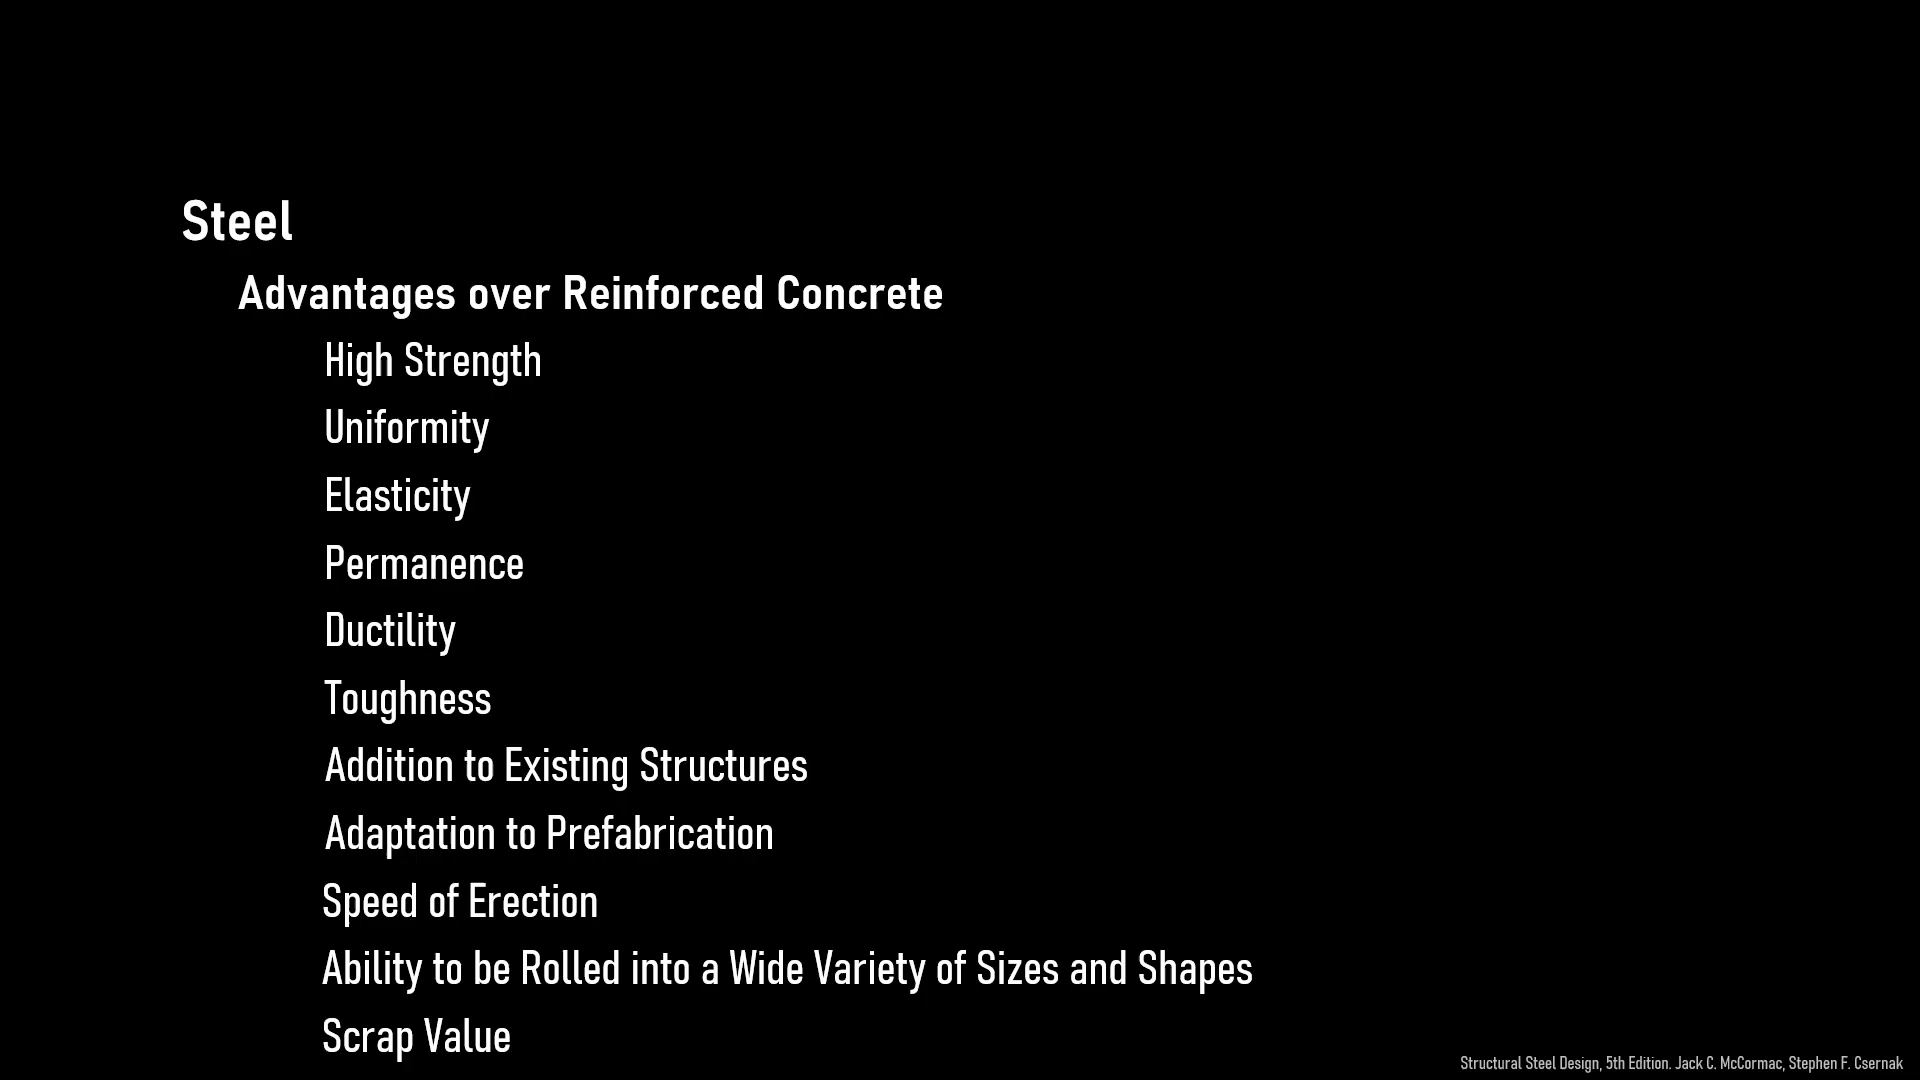 Steel
Advantages over Reinforced Concrete
High Strength
Uniformity
Elasticity
Permanence
Ductility
Toughness
Addition to Existing Structures
Adaptation to Prefabrication
Speed of Erection
Ability to be Rolled into a Wide Variety of Sizes and Shapes
Scrap Value
Structural Steel Design, 5th Edition. Jack C. McCormac, Stephen F. Csernak